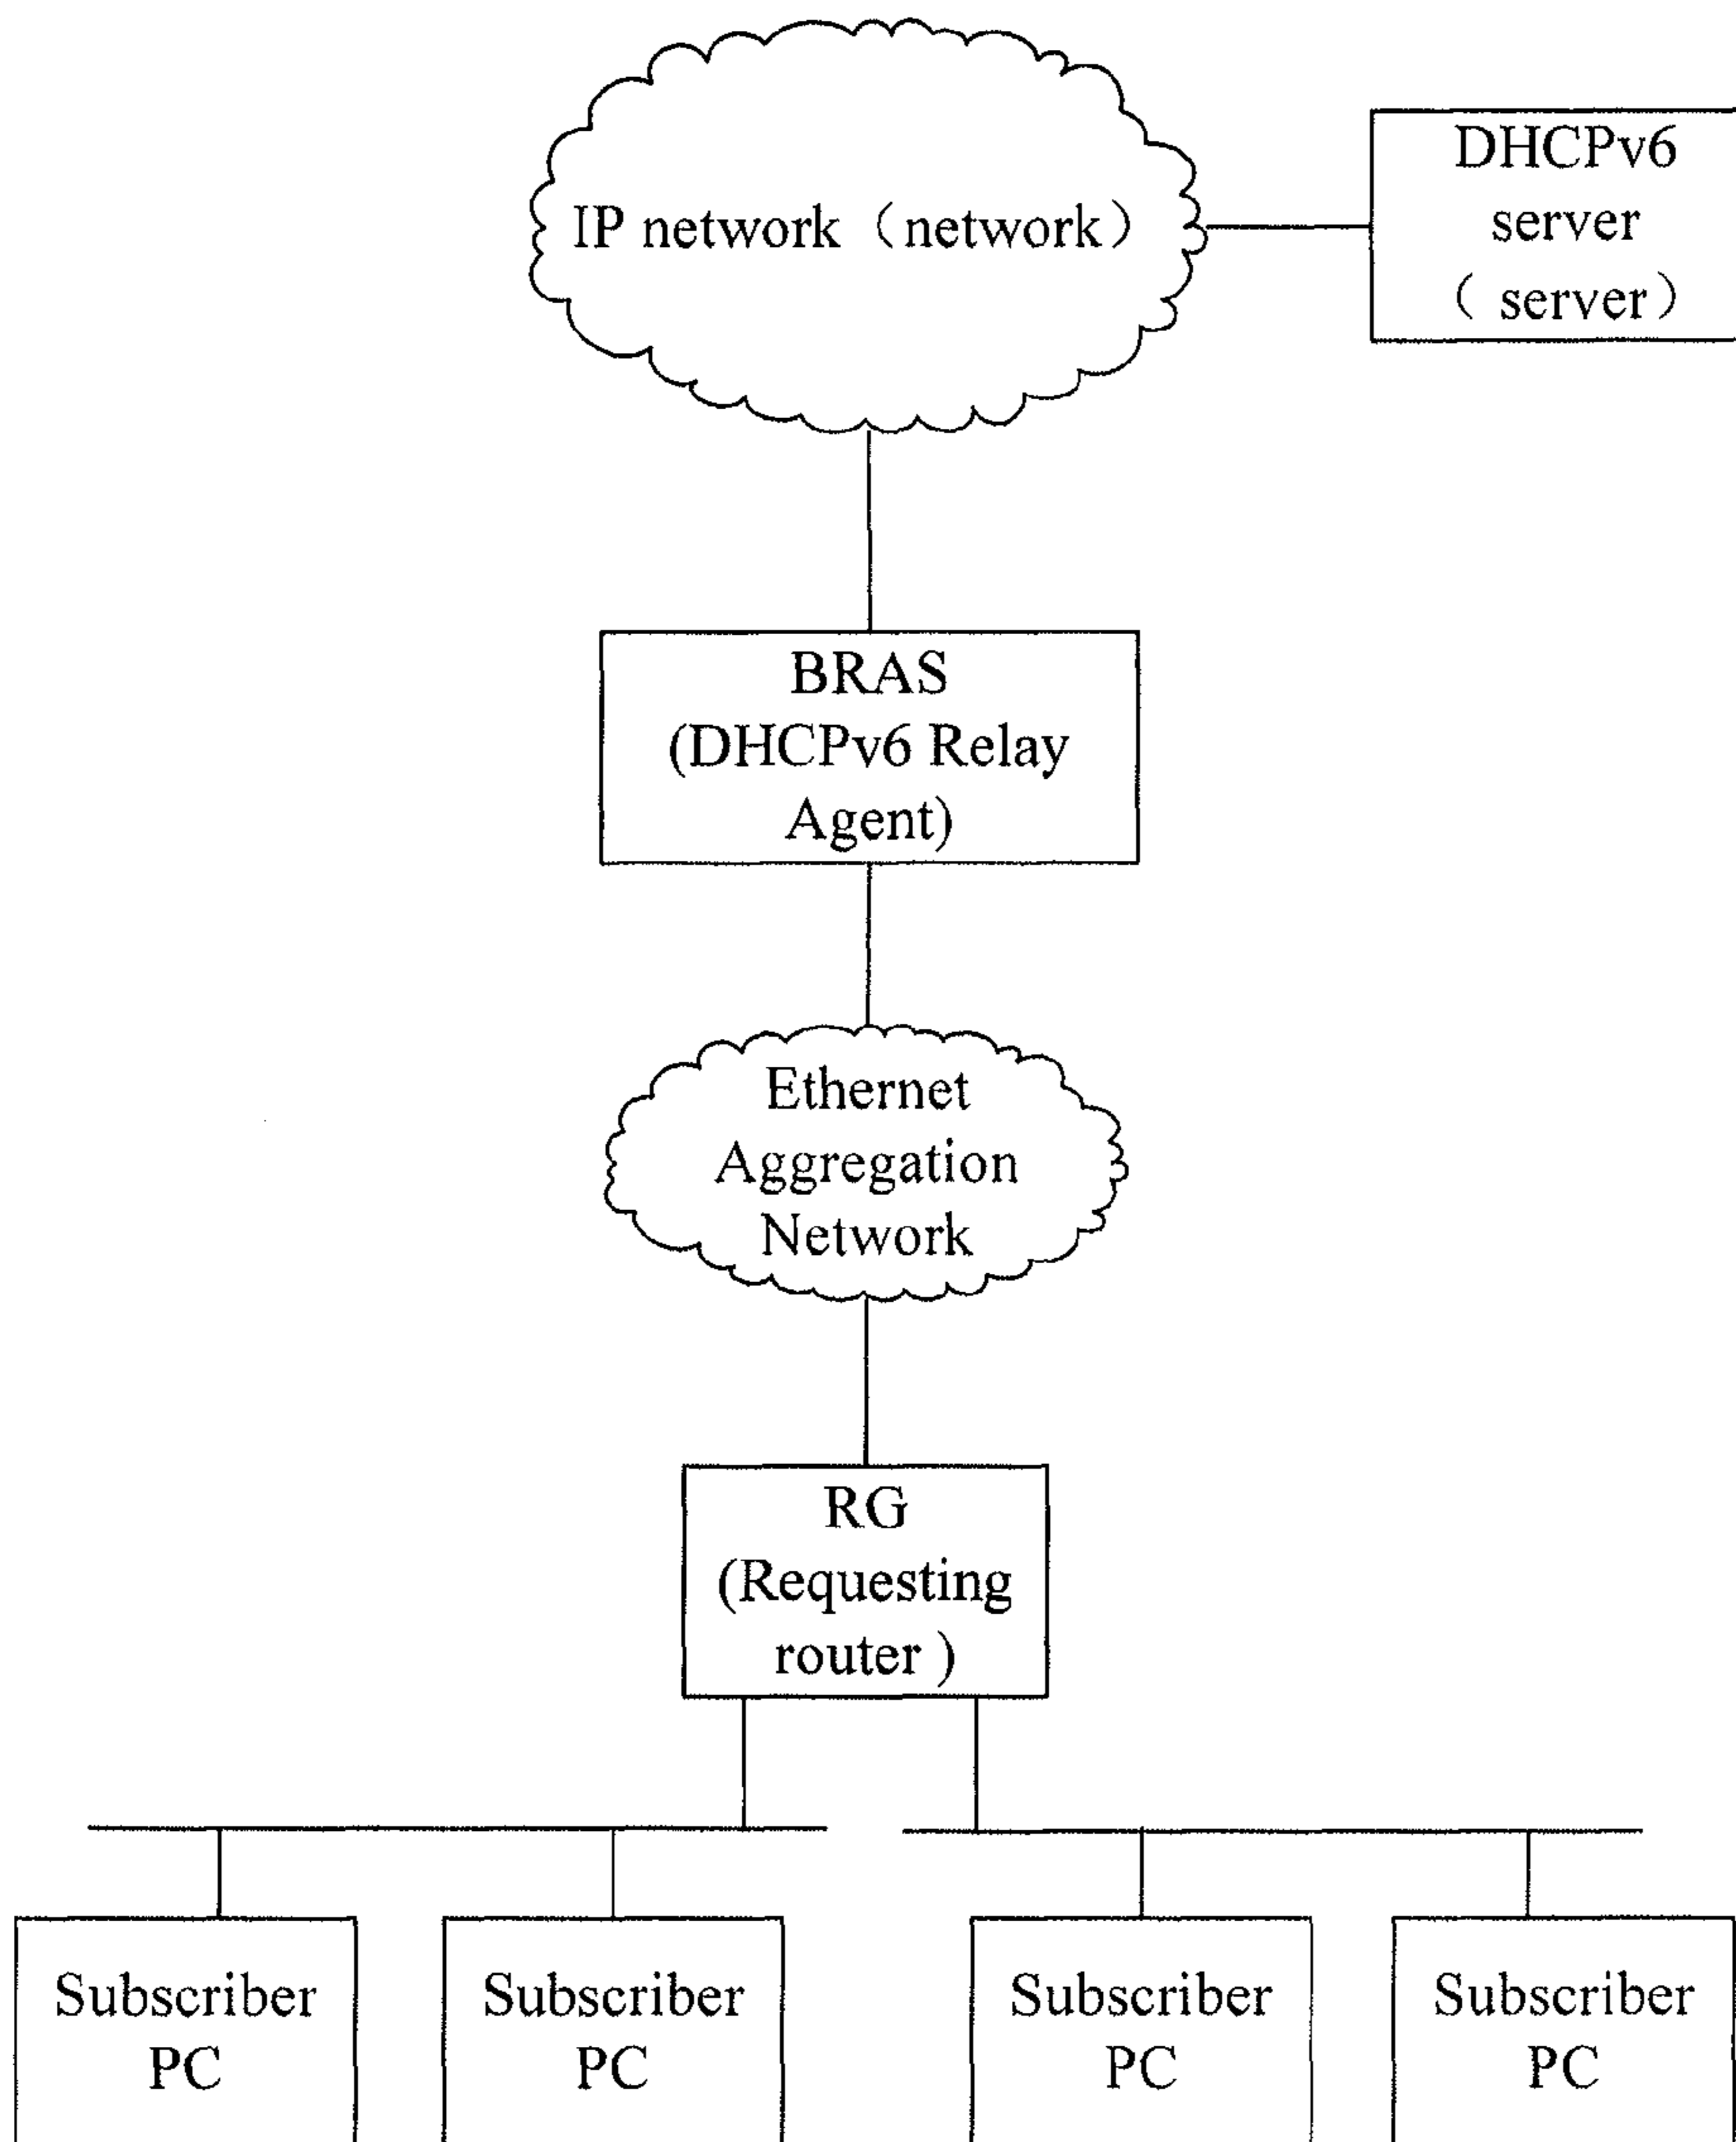 IP network（network）
DHCPv6
server
（ server）
BRAS
(DHCPv6 Relay
Agent)
Ethernet
Aggregation
Network
RG
(Requesting
router )
Subscriber
PC
Subscriber
PC
Subscriber
PC
Subscriber
PC